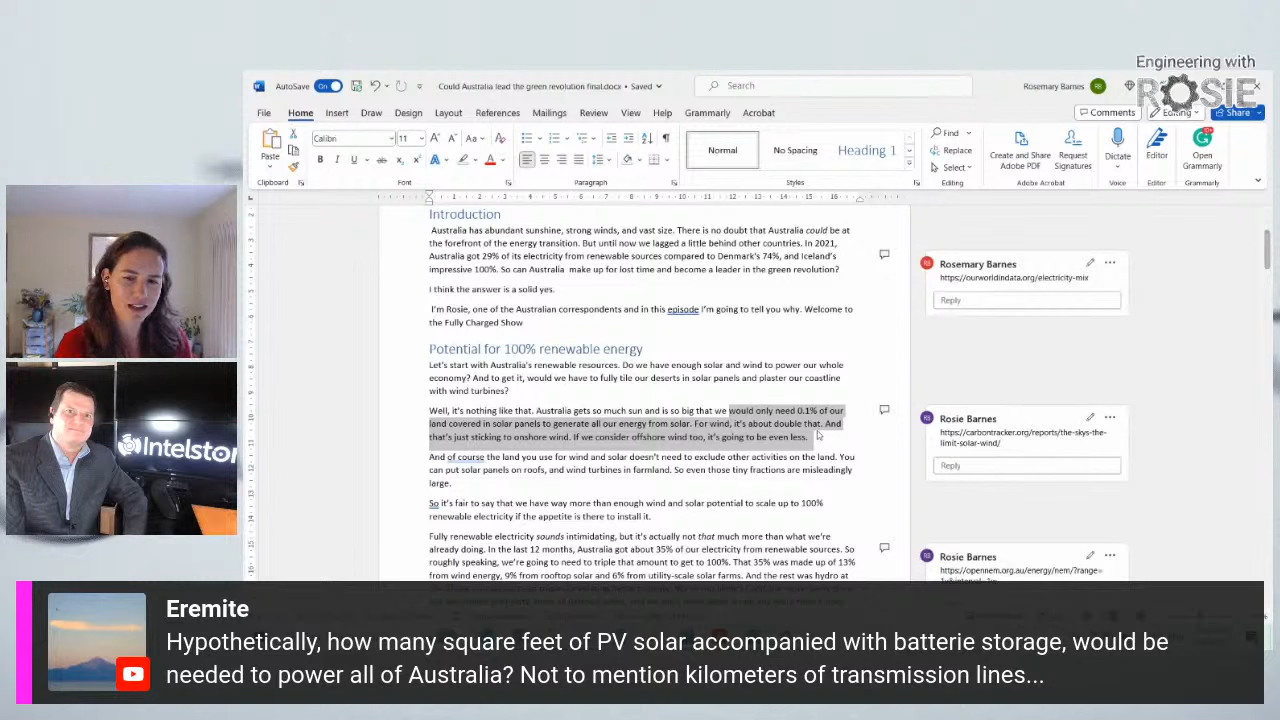 Engineering with
ROSIE
AutoSave On Could Australia lead the green revolution final.docx • Saved Search Rosemary Barnes RB
File Home Insert Draw Design Layout References Mailings Review View Help Grammarly Acrobat Comments Editing Share
Paste Calibri 11 Aa Normal No Spacing Heading 1 Find Replace Select Create and Share Adobe PDF Request Signatures Dictate Editor Open Grammarly
Clipboard Font Paragraph Styles Editing Adobe Acrobat Voice Editor Grammarly
Introduction
Australia has abundant sunshine, strong winds, and vast size. There is no doubt that Australia could be at
the forefront of the energy transition. But until now we lagged a little behind other countries. In 2021,
Australia got 29% of its electricity from renewable sources compared to Denmark's 74%, and Iceland's
impressive 100%. So can Australia make up for lost time and become a leader in the green revolution?
I think the answer is a solid yes.
I'm Rosie, one of the Australian correspondents and in this episode I'm going to tell you why. Welcome to
the Fully Charged Show
Potential for 100% renewable energy
Let's start with Australia's renewable resources. Do we have enough solar and wind to power our whole
economy? And to get it, would we have to fully tile our deserts in solar panels and plaster our coastline
with wind turbines?
Well, it's nothing like that. Australia gets so much sun and is so big that we would only need 0.1% of our
land covered in solar panels to generate all our energy from solar. For wind, it's about double that. And
that's just sticking to onshore wind. If we consider offshore wind too, it's going to be even less.
And of course the land you use for wind and solar doesn't need to exclude other activities on the land. You
can put solar panels on roofs, and wind turbines in farmland. So even those tiny fractions are misleadingly
large.
So it's fair to say that we have way more than enough wind and solar potential to scale up to 100%
renewable electricity if the appetite is there to install it.
Fully renewable electricity sounds intimidating, but it's actually not that much more than what we're
already doing. In the last 12 months, Australia got about 35% of our electricity from renewable sources. So
roughly speaking, we're going to need to triple that amount to get to 100%. That 35% was made up of 13%
from wind energy, 9% from rooftop solar and 6% from utility-scale solar farms. And the rest was hydro at
RB Rosemary Barnes
https://ourworldindata.org/electricity-mix
Reply
RB Rosie Barnes
https://carbontracker.org/reports/the-skys-the-
limit-solar-wind/
Reply
RB Rosie Barnes
https://opennem.org.au/energy/nem/?range=
Intelstor
Eremite
Hypothetically, how many square feet of PV solar accompanied with batterie storage, would be
needed to power all of Australia? Not to mention kilometers of transmission lines...